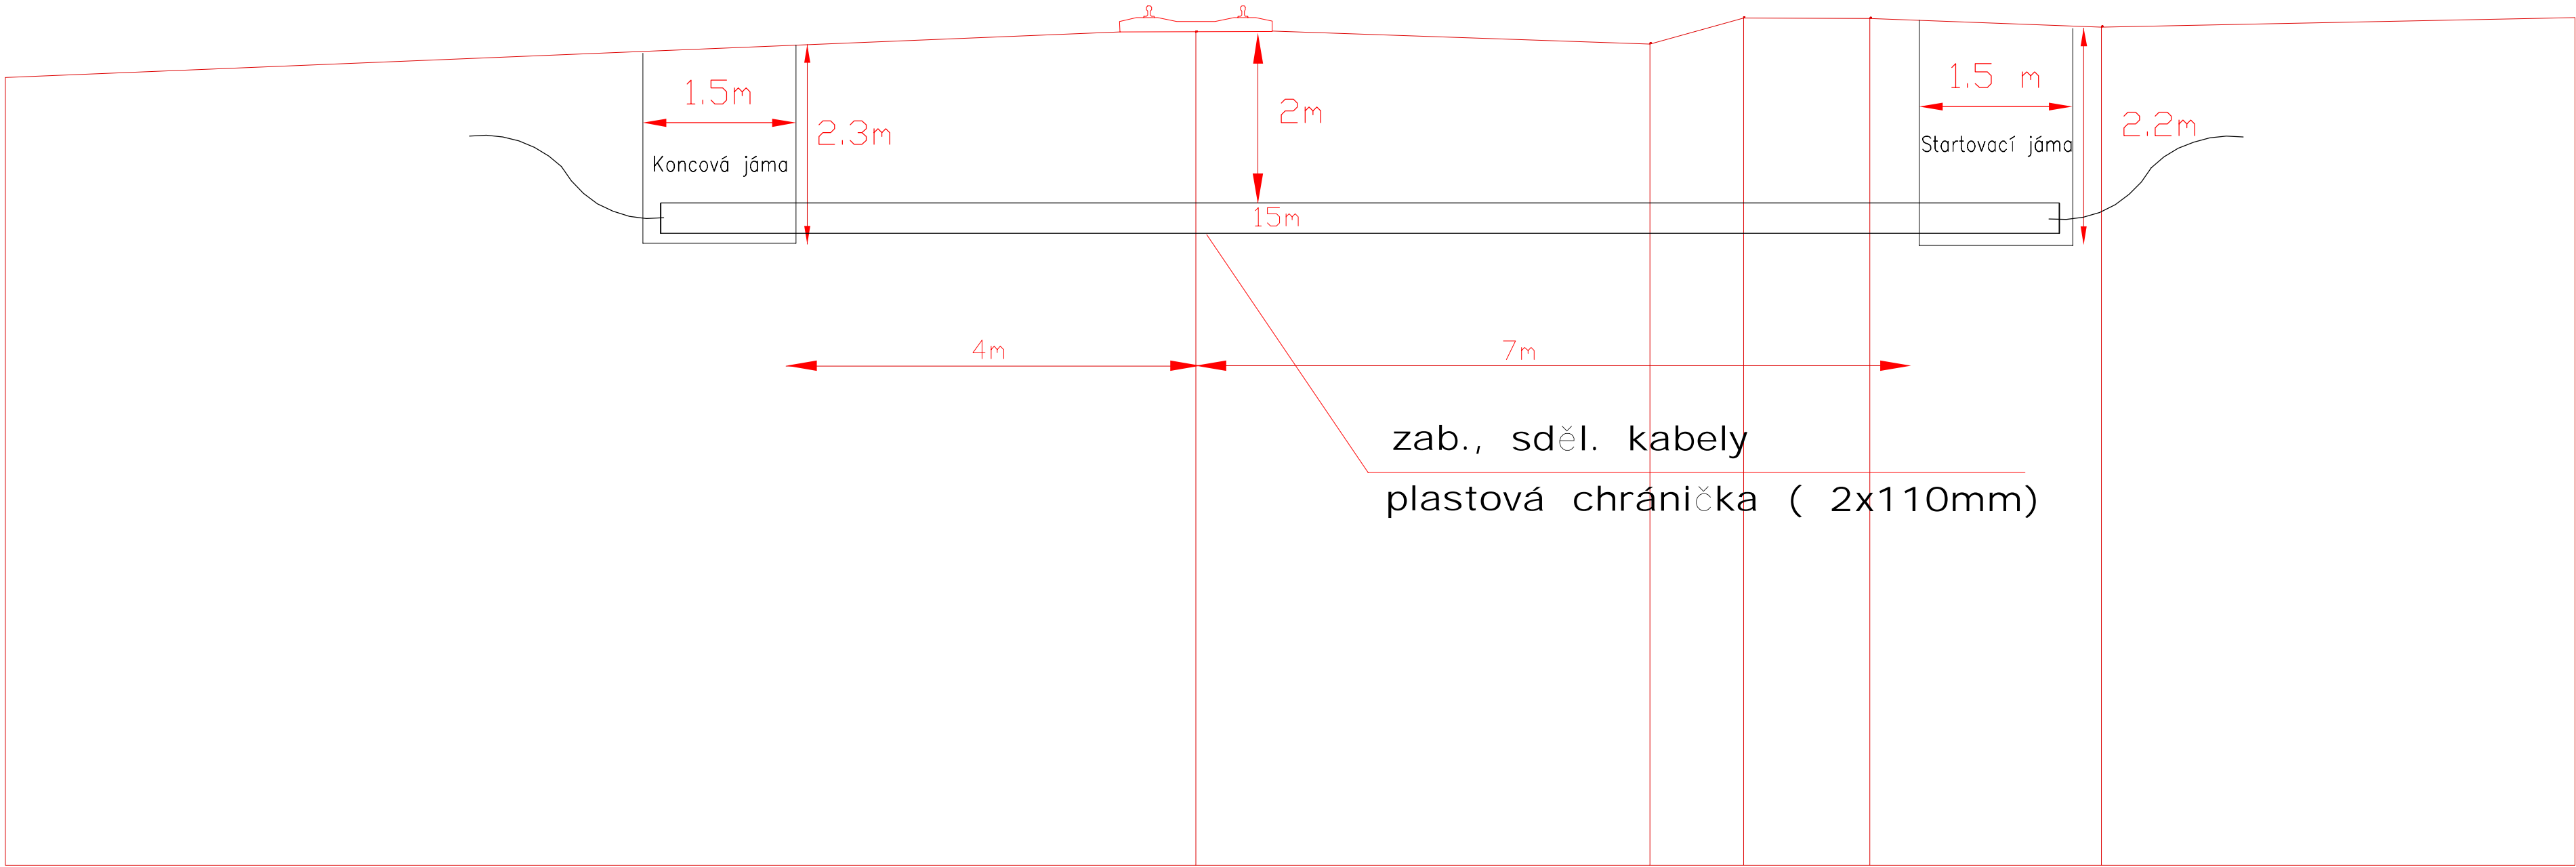 1.5m
2.3m
Koncová jáma
2m
1.5 m
2.2m
Startovací jáma
15m
4m
7m
zab., sděl. kabely
plastová chránička ( 2x110mm)